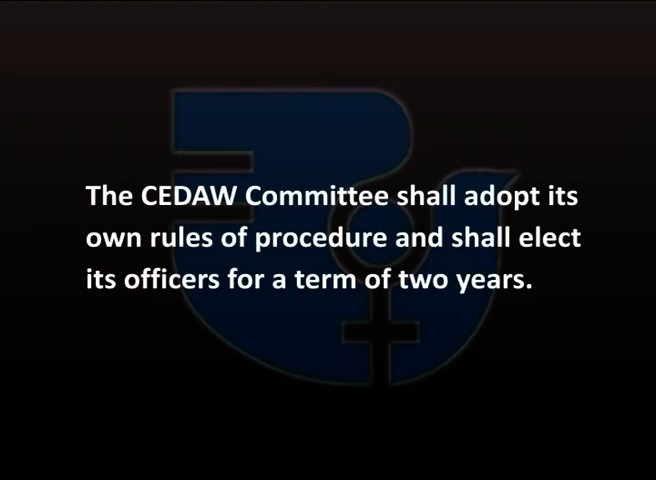 The CEDAW Committee shall adopt its
own rules of procedure and shall elect
its officers for a term of two years.